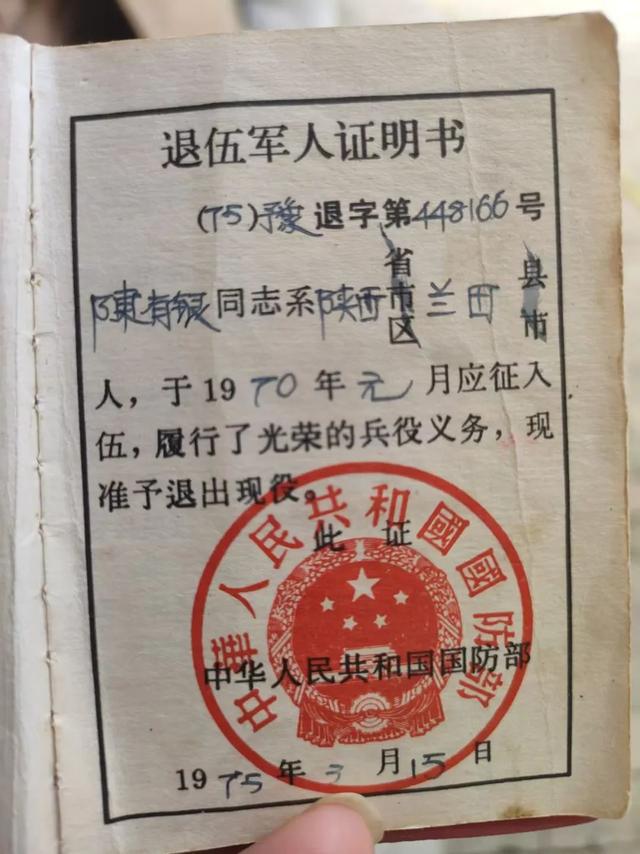 退伍军人证明书
(75)豫退字第448166号
陳有银同志系陕西省市区兰田县市
人，于1970年元月应征入
伍，履行了光荣的兵役义务，现
准予退出现役。
此证
中华人民共和国国防部
中華人民共和國國防部
1975年3月15日